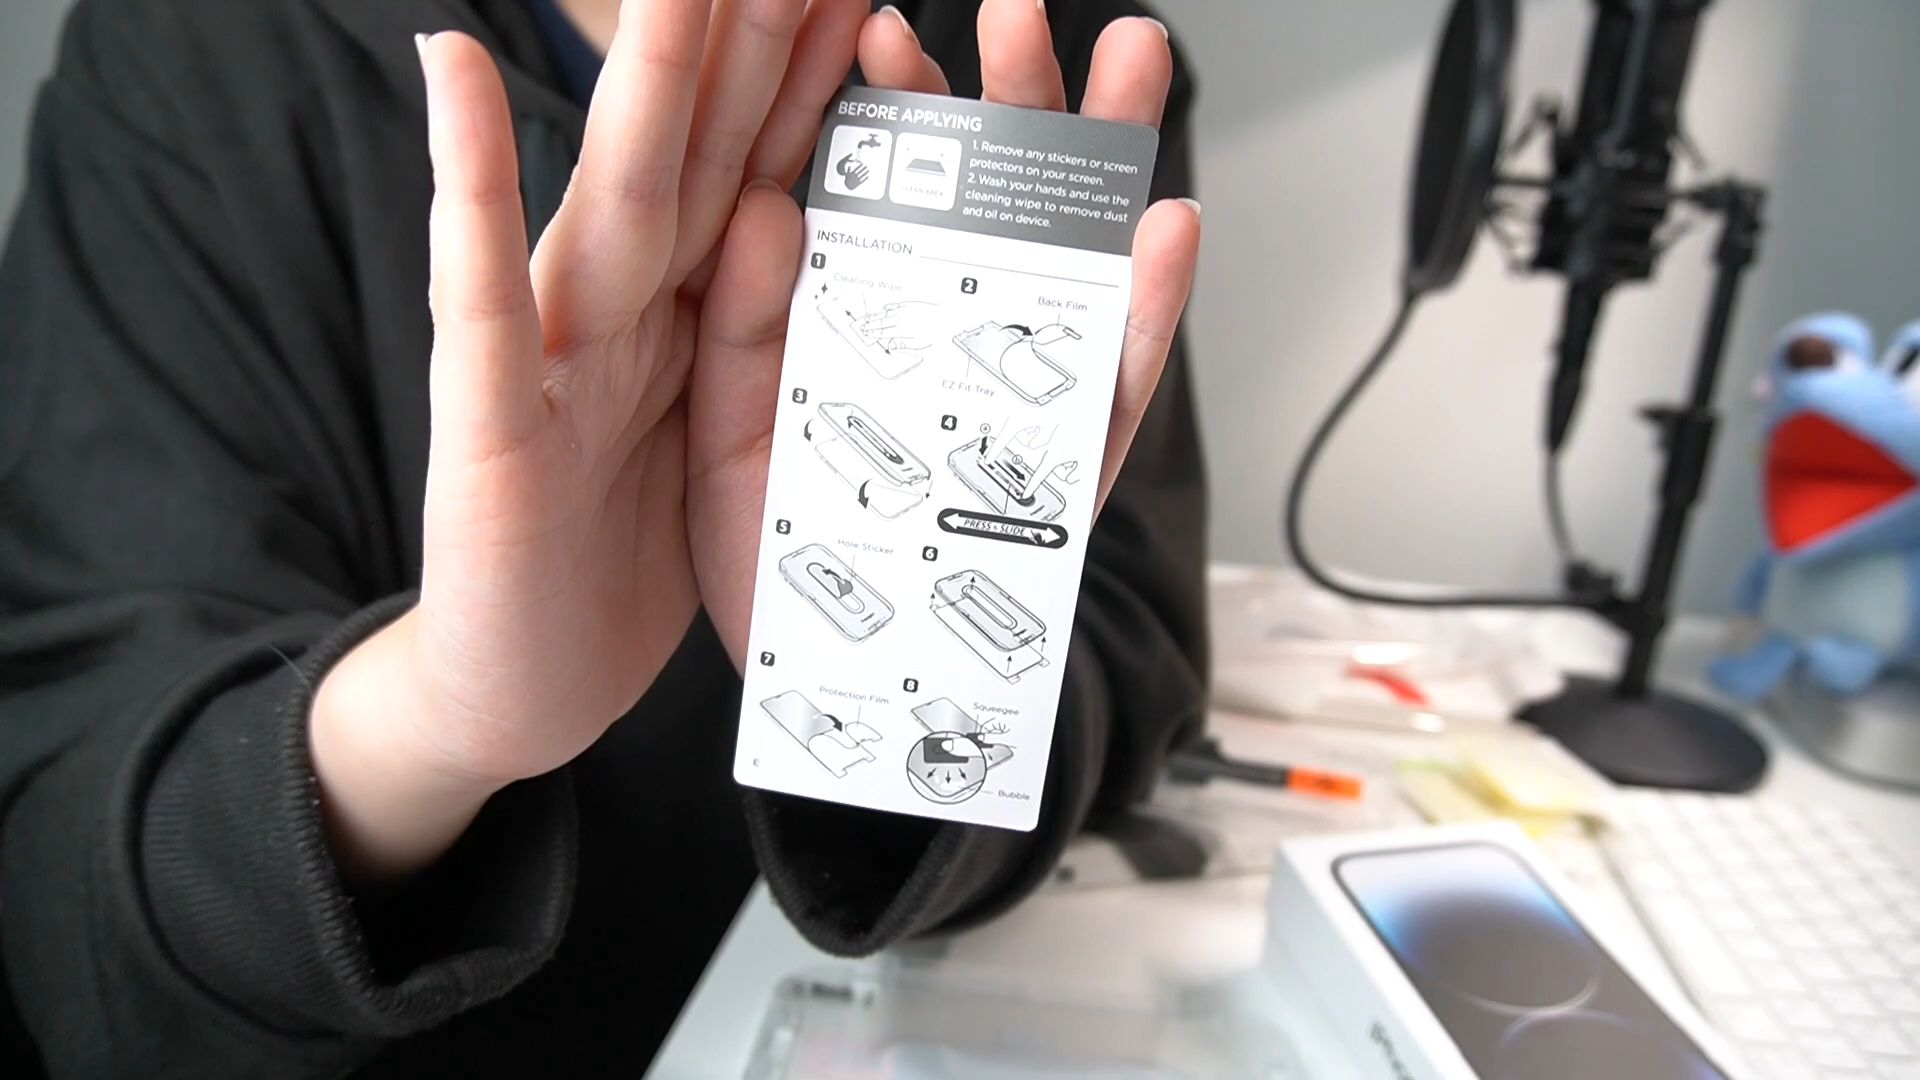 BEFORE APPLYING
CLEAN AREA
1. Remove any stickers or screen
protectors on your screen.
2. Wash your hands and use the
cleaning wipe to remove dust
and oil on device.
INSTALLATION
1
Cleaning Wipe
2
Back Film
EZ Fit Tray
3
4
PRESS & SLIDE
5
Hole Sticker
6
7
Protection Film
8
Squeegee
Bubble
E